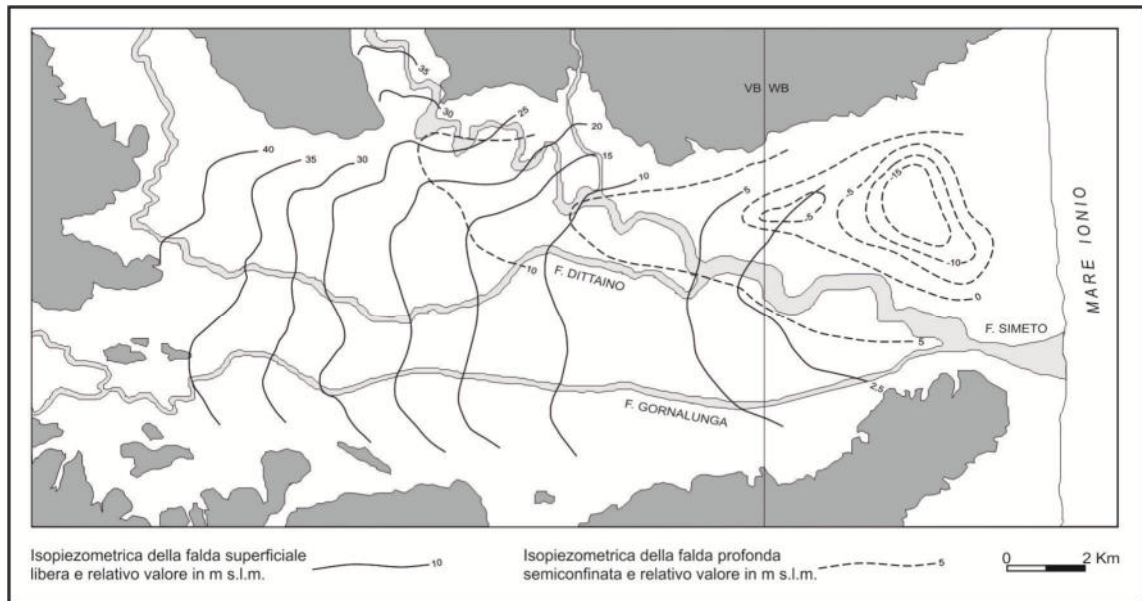 35
VB WB
30
25
20
40
35
30
15
10
-15
-5
5
-5
5
10
-10
F. DITTAINO
0
MARE IONIO
F. SIMETO
5
2,5
F. GORNALUNGA
Isopiezometrica della falda superficiale
libera e relativo valore in m s.l.m.
10
Isopiezometrica della falda profonda
semiconfinata e relativo valore in m s.l.m.
5
0 2 Km